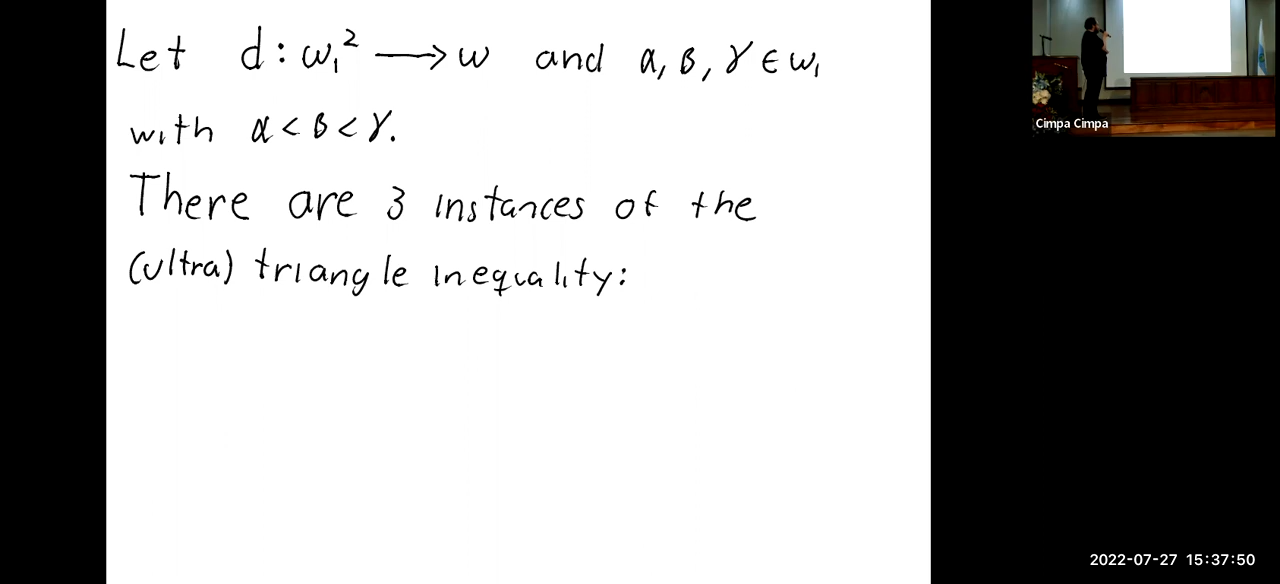 Let d : ω₁² ⟶ ω and α, β, γ ∈ ω₁
with α < β < γ.
There are 3 instances of the
(ultra) triangle inequality:
Cimpa Cimpa
2022-07-27 15:37:50